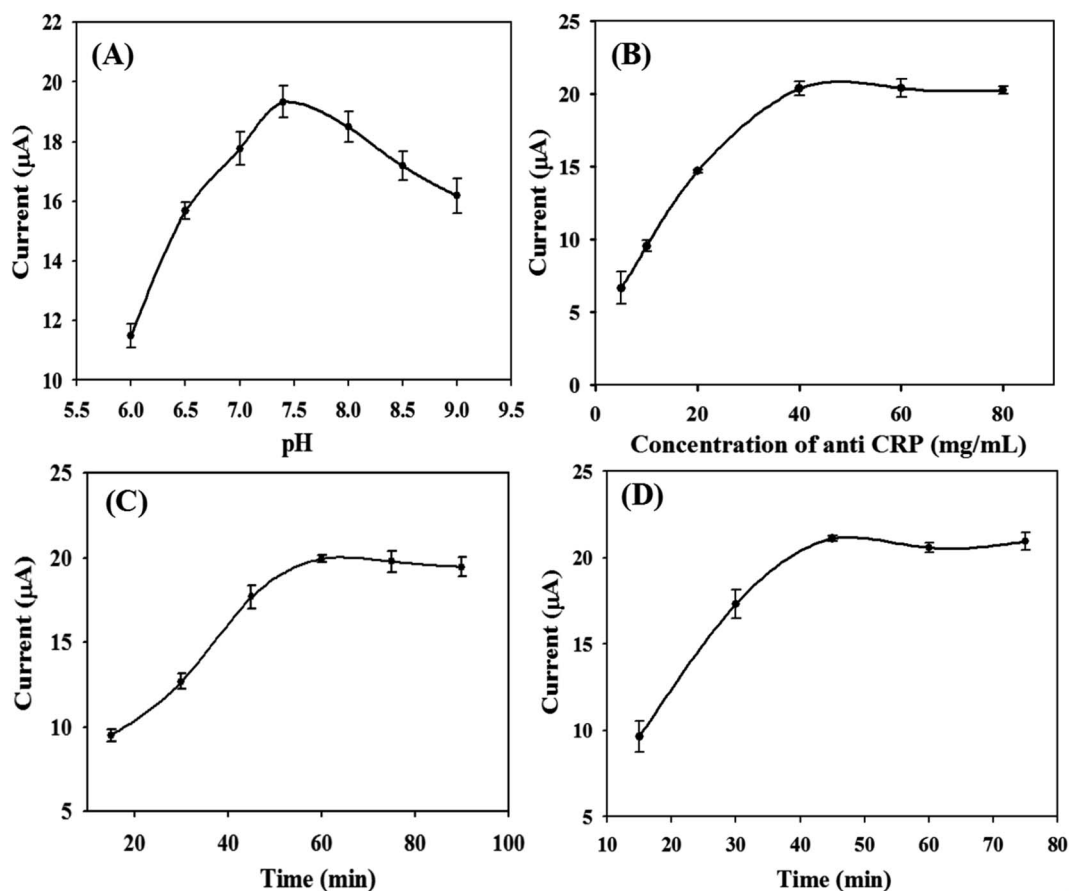 (A)
22
20
18
16
14
12
10
Current (µA)
5.5 6.0 6.5 7.0 7.5 8.0 8.5 9.0 9.5
pH
(B)
25
20
15
10
5
0
Current (µA)
0 20 40 60 80
Concentration of anti CRP (mg/mL)
(C)
25
20
15
10
5
Current (µA)
20 40 60 80 100
Time (min)
(D)
25
20
15
10
5
Current (µA)
10 20 30 40 50 60 70 80
Time (min)